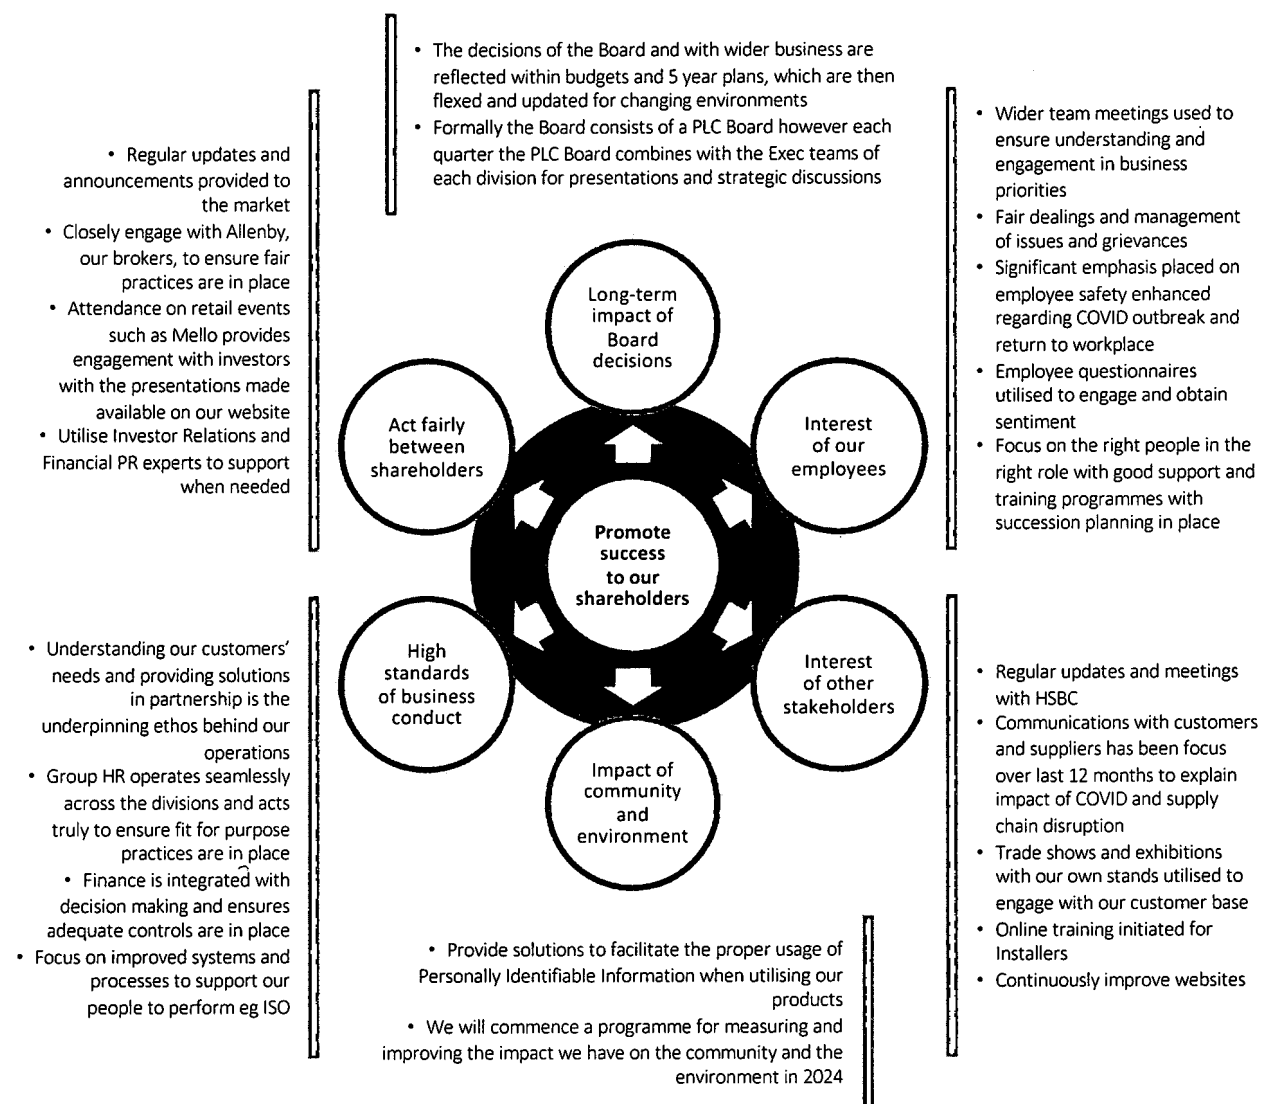 • The decisions of the Board and with wider business are
reflected within budgets and 5 year plans, which are then
flexed and updated for changing environments
• Formally the Board consists of a PLC Board however each
quarter the PLC Board combines with the Exec teams of
each division for presentations and strategic discussions
• Regular updates and
announcements provided to
the market
• Closely engage with Allenby,
our brokers, to ensure fair
practices are in place
• Attendance on retail events
such as Mello provides
engagement with investors
with the presentations made
available on our website
• Utilise Investor Relations and
Financial PR experts to support
when needed
• Wider team meetings used to
ensure understanding and
engagement in business
priorities
• Fair dealings and management
of issues and grievances
• Significant emphasis placed on
employee safety enhanced
regarding COVID outbreak and
return to workplace
• Employee questionnaires
utilised to engage and obtain
sentiment
• Focus on the right people in the
right role with good support and
training programmes with
succession planning in place
Long-term
impact of
Board
decisions
Act fairly
between
shareholders
Interest
of our
employees
Promote
success
to our
shareholders
High
standards
of business
conduct
Interest
of other
stakeholders
Impact of
community
and
environment
• Understanding our customers'
needs and providing solutions
in partnership is the
underpinning ethos behind our
operations
• Group HR operates seamlessly
across the divisions and acts
truly to ensure fit for purpose
practices are in place
• Finance is integrated with
decision making and ensures
adequate controls are in place
• Focus on improved systems and
processes to support our
people to perform eg ISO
• Regular updates and meetings
with HSBC
• Communications with customers
and suppliers has been focus
over last 12 months to explain
impact of COVID and supply
chain disruption
• Trade shows and exhibitions
with our own stands utilised to
engage with our customer base
• Online training initiated for
Installers
• Continuously improve websites
• Provide solutions to facilitate the proper usage of
Personally Identifiable Information when utilising our
products
• We will commence a programme for measuring and
improving the impact we have on the community and the
environment in 2024